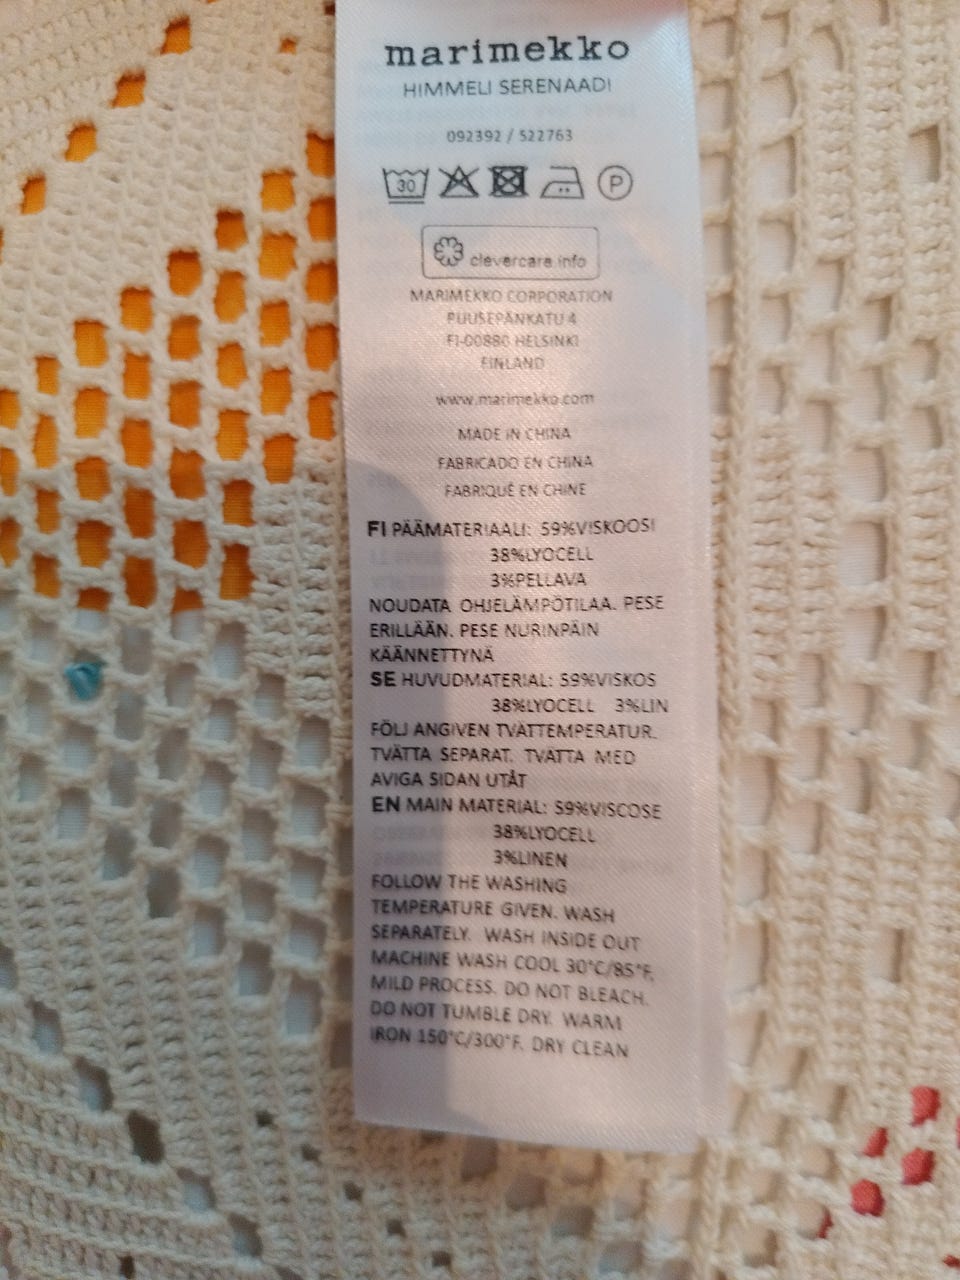 marimekko
HIMMELI SERENAADI
092392 / 522763
30 P
clevercare.info
MARIMEKKO CORPORATION
PUUSEPÄNKATU 4
FI-00880 HELSINKI
FINLAND
www.marimekko.com
MADE IN CHINA
FABRICADO EN CHINA
FABRIQUÉ EN CHINE
FI PÄÄMATERIAALI: 59%VISKOOSI
38%LYOCELL
3%PELLAVA
NOUDATA OHJELÄMPÖTILAA. PESE
ERILLÄÄN. PESE NURINPÄIN
KÄÄNNETTYNÄ
SE HUVUDMATERIAL: 59%VISKOS
38%LYOCELL 3%LIN
FÖLJ ANGIVEN TVÄTTEMPERATUR.
TVÄTTA SEPARAT. TVÄTTA MED
AVIGA SIDAN UTÅT
EN MAIN MATERIAL: 59%VISCOSE
38%LYOCELL
3%LINEN
FOLLOW THE WASHING
TEMPERATURE GIVEN. WASH
SEPARATELY. WASH INSIDE OUT
MACHINE WASH COOL 30°C/85°F,
MILD PROCESS. DO NOT BLEACH.
DO NOT TUMBLE DRY. WARM
IRON 150°C/300°F. DRY CLEAN